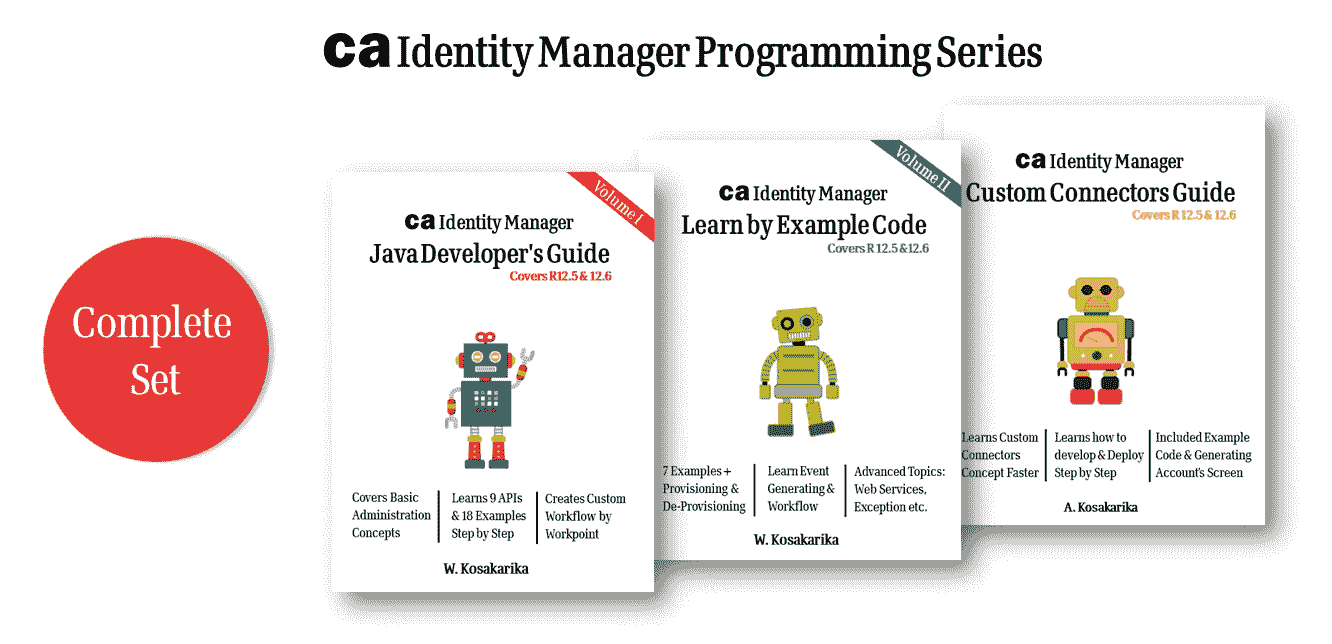 ca Identity Manager Programming Series
Complete
Set
Volume I
ca Identity Manager
Java Developer's Guide
Covers R12.5 & 12.6
Covers Basic
Administration
Concepts
Learns 9 APIs
& 18 Examples
Step by Step
Creates Custom
Workflow by
Workpoint
W. Kosakarika
Volume II
ca Identity Manager
Learn by Example Code
Covers R 12.5 &12.6
7 Examples +
Provisioning &
De-Provisioning
Learn Event
Generating &
Workflow
Advanced Topics:
Web Services,
Exception etc.
W. Kosakarika
ca Identity Manager
Custom Connectors Guide
Covers R 12.5 & 12.6
Learns Custom
Connectors
Concept Faster
Learns how to
develop & Deploy
Step by Step
Included Example
Code & Generating
Account's Screen
A. Kosakarika